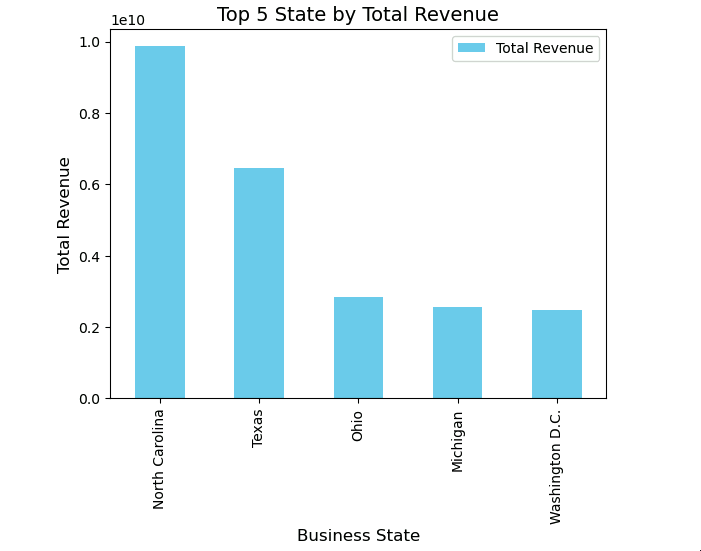 Top 5 State by Total Revenue
1e10
Total Revenue
1.0
0.8
0.6
0.4
0.2
0.0
Total Revenue
North Carolina
Texas
Ohio
Michigan
Washington D.C.
Business State